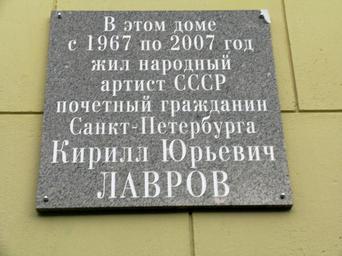 В этом доме
с 1967 по 2007 год
жил народный
артист СССР
почетный гражданин
Санкт-Петербурга
Кирилл Юрьевич
ЛАВРОВ